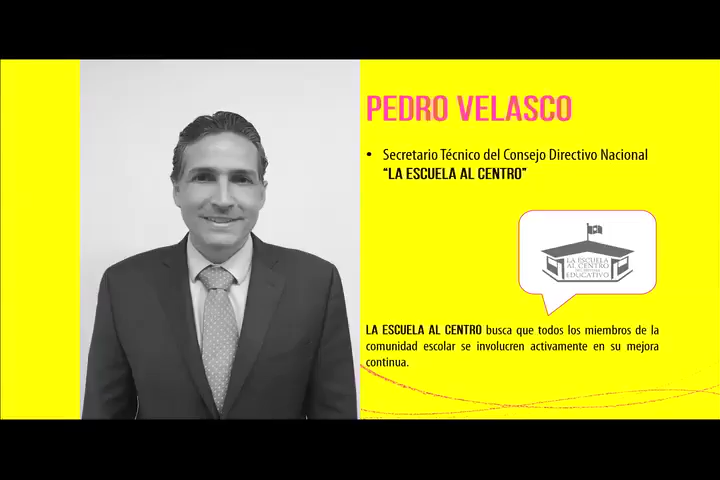 PEDRO VELASCO
• Secretario Técnico del Consejo Directivo Nacional
“LA ESCUELA AL CENTRO”
LA ESCUELA
AL CENTRO
EDUCATIVO
LA ESCUELA AL CENTRO busca que todos los miembros de la
comunidad escolar se involucren activamente en su mejora
continua.